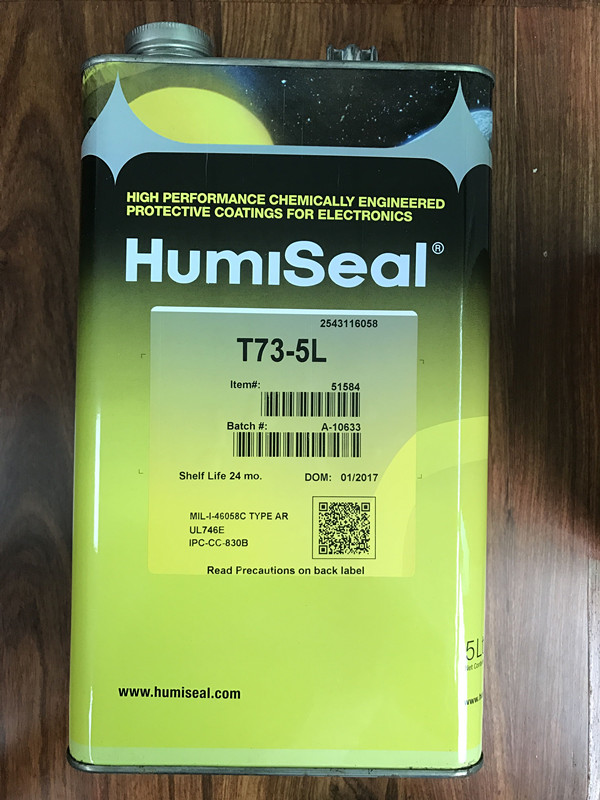 HIGH PERFORMANCE CHEMICALLY ENGINEERED
PROTECTIVE COATINGS FOR ELECTRONICS
HumiSeal®
2543116058
T73-5L
Item#: 51584
Batch #: A-10633
Shelf Life 24 mo. DOM: 01/2017
MIL-I-46058C TYPE AR
UL746E
IPC-CC-830B
Read Precautions on back label
www.humiseal.com